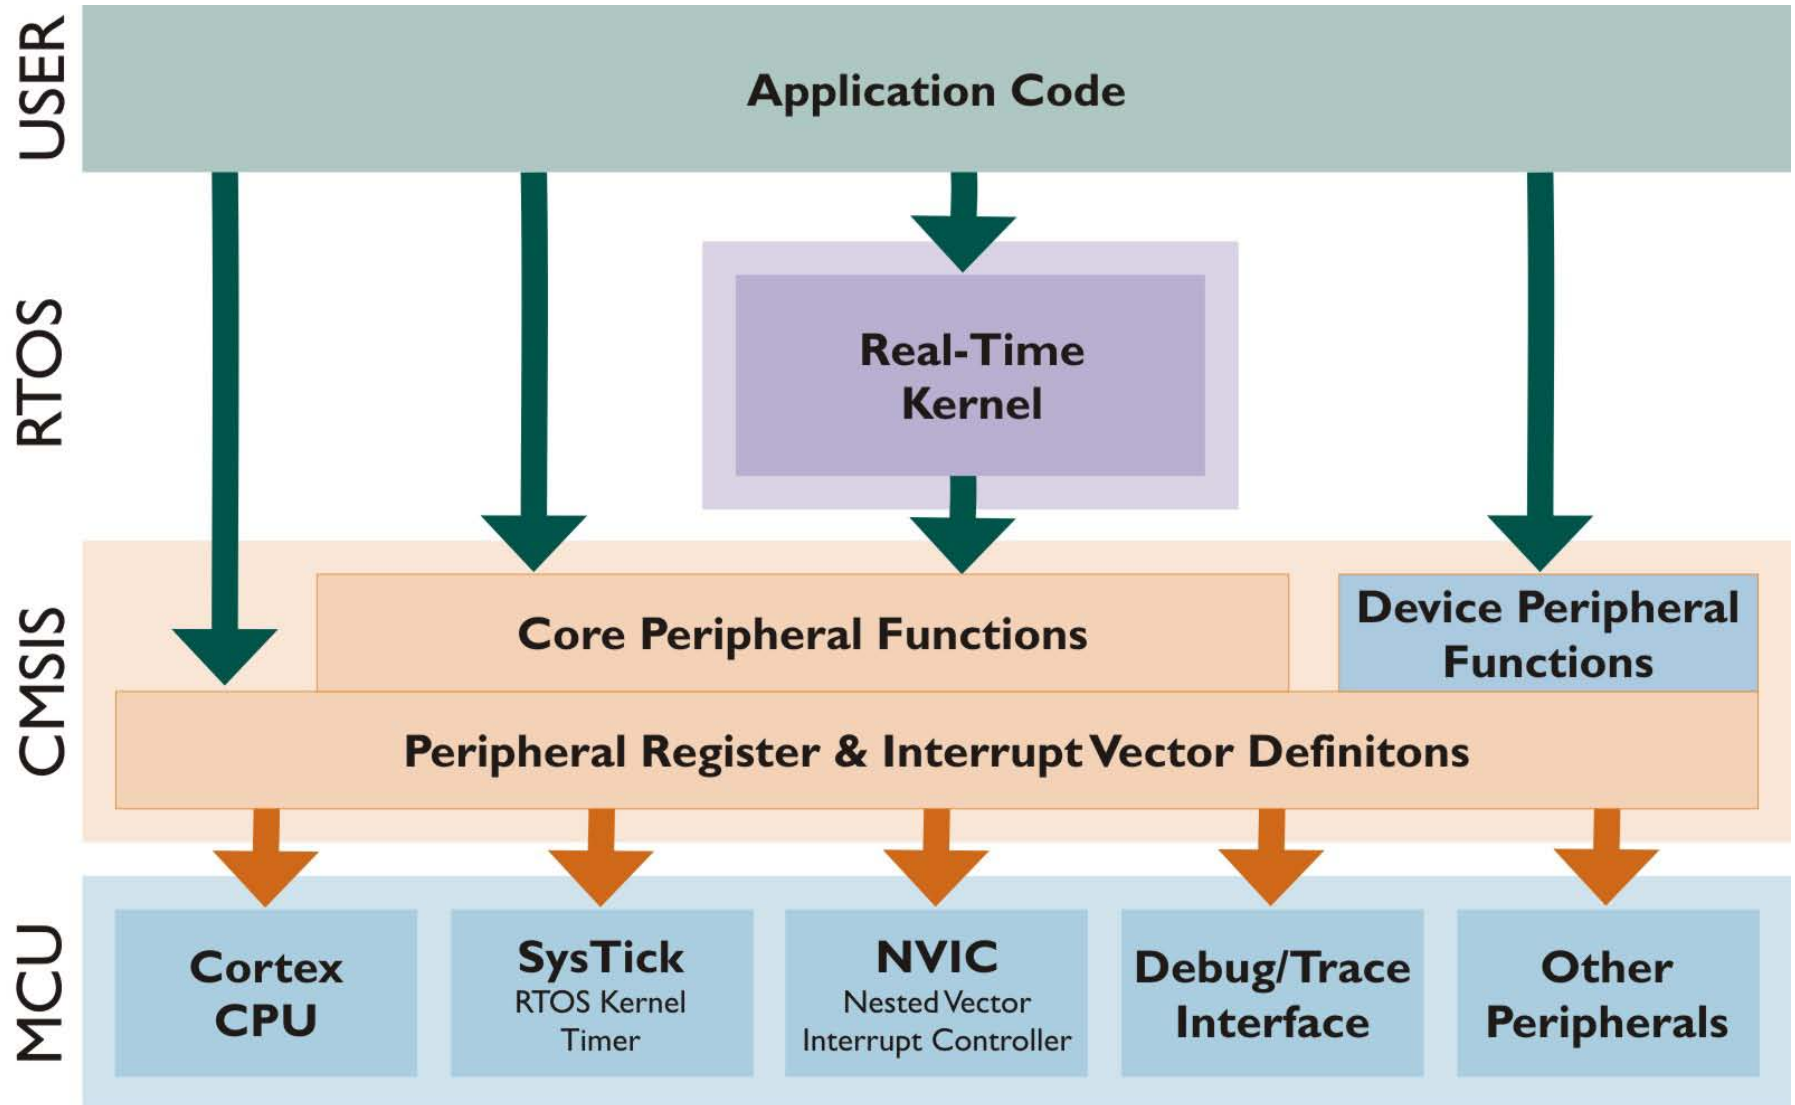 USER
Application Code
RTOS
Real-Time
Kernel
CMSIS
Core Peripheral Functions
Device Peripheral
Functions
Peripheral Register & Interrupt Vector Definitons
MCU
Cortex
CPU
SysTick
RTOS Kernel
Timer
NVIC
Nested Vector
Interrupt Controller
Debug/Trace
Interface
Other
Peripherals